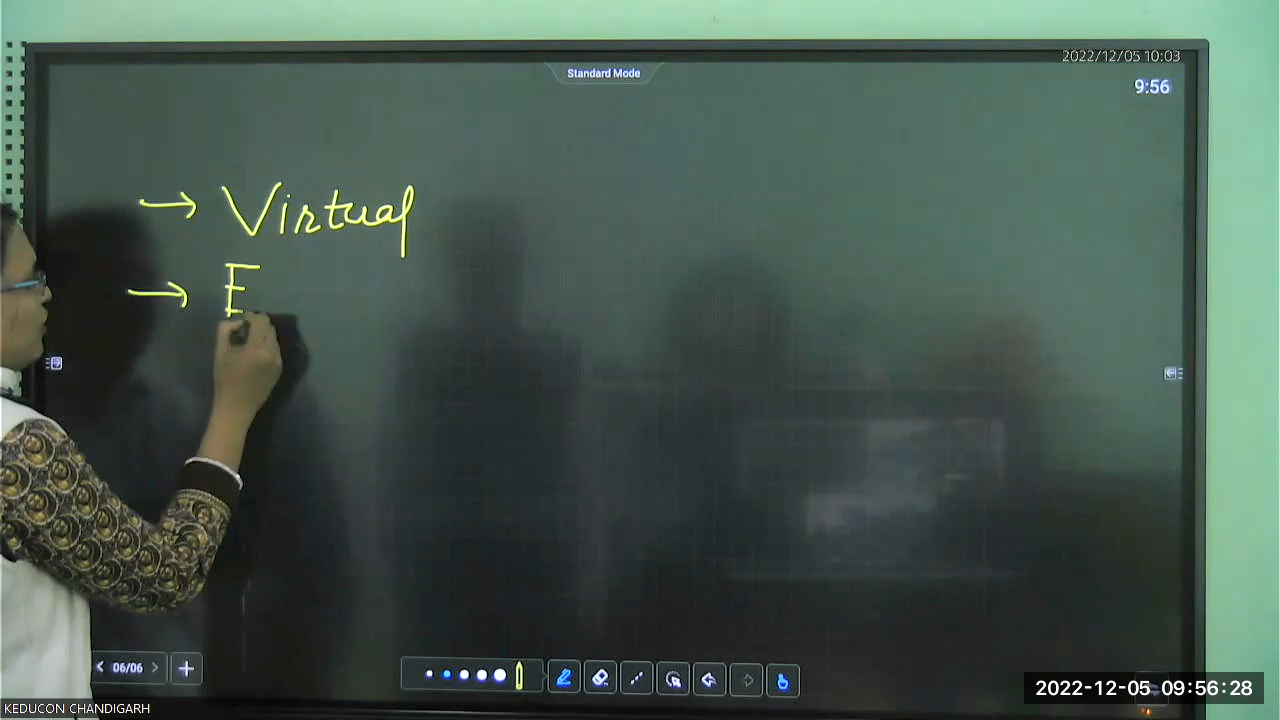 2022/12/05 10:03
Standard Mode
9:56
→ Virtual
→ E
06/06
2022-12-05 09:56:28
KEDUCON CHANDIGARH